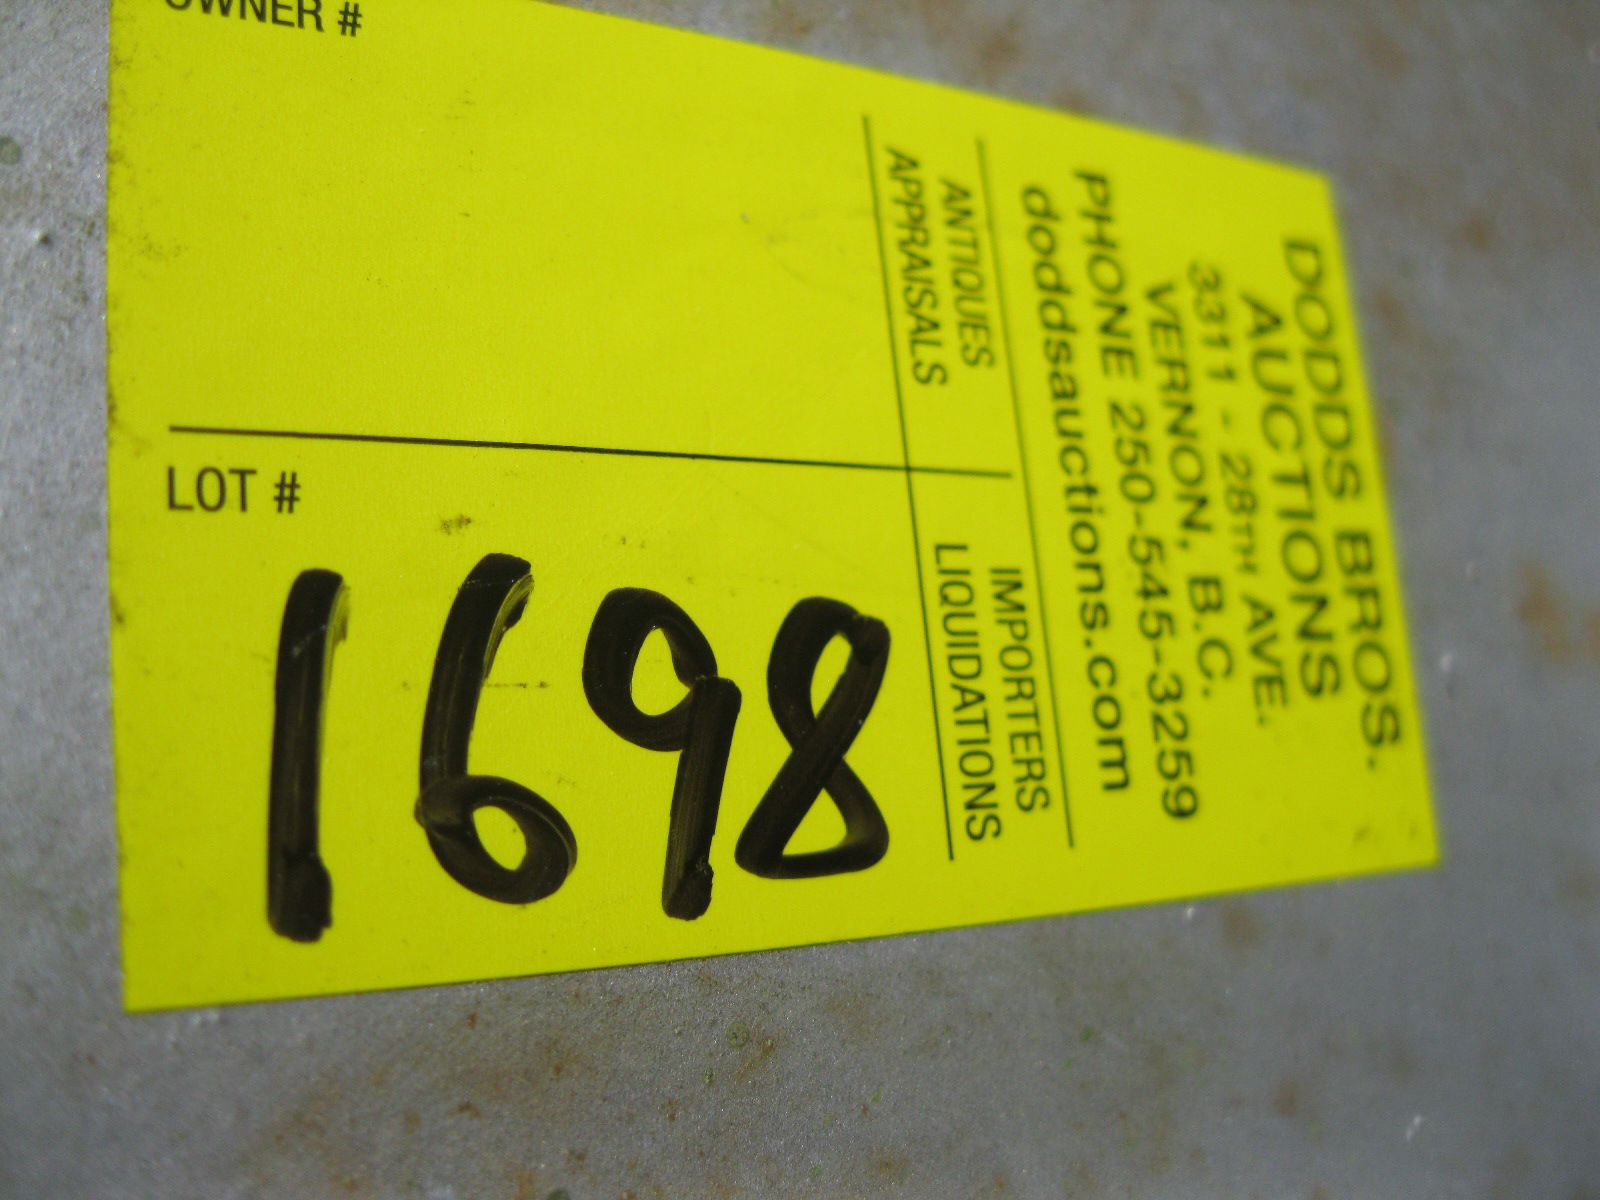 DODDS BROS.
AUCTIONS
3311 - 28TH AVE.
VERNON, B.C.
PHONE 250-545-3259
doddsauctions.com
ANTIQUES
APPRAISALS
IMPORTERS
LIQUIDATIONS
OWNER #
LOT #
1698